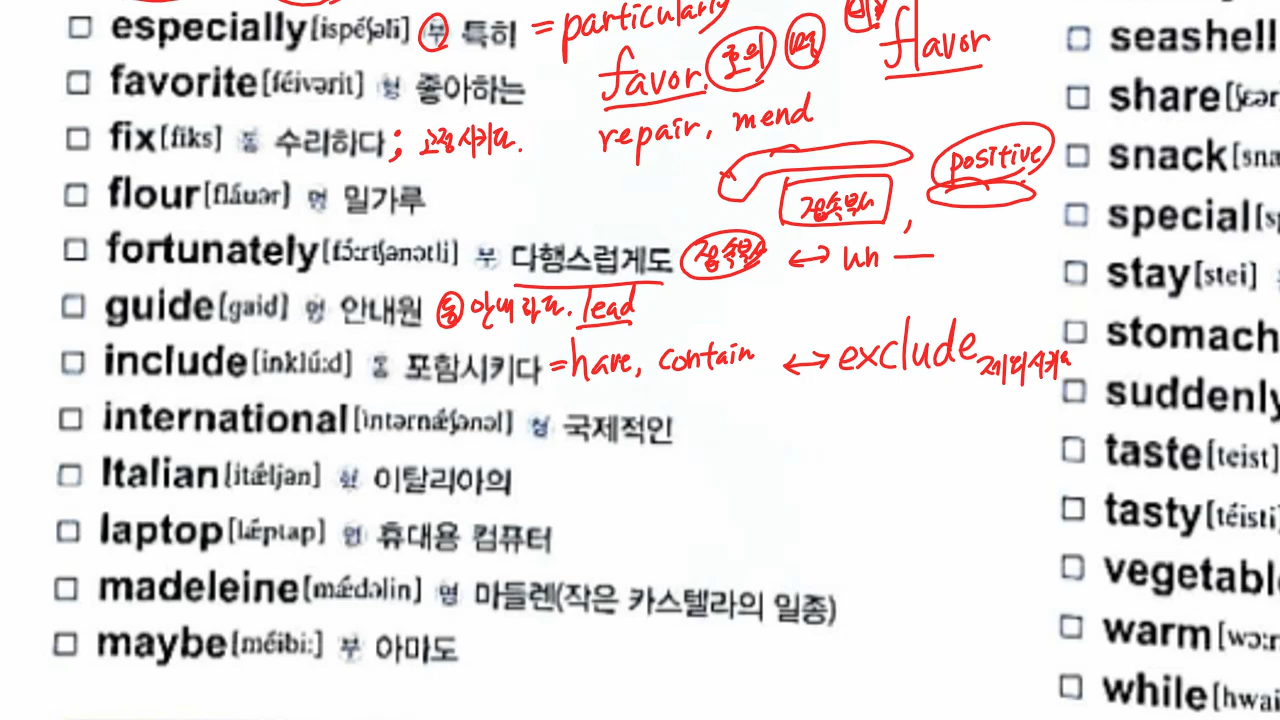 especially[ispéʃəli] 부 특히 = particularly
favorite[féivərit] 형 좋아하는 favor. 호의 명 flavor
fix[fiks] 동 수리하다 ; 고정시키다. repair, mend
flour[fláuər] 명 밀가루 접속부사, positive
fortunately[fɔ́ːrtʃənətli] 부 다행스럽게도 접속부사 ↔ un —
guide[gaid] 명 안내원 동 안내하다. lead
include[inklúːd] 동 포함시키다 = have, contain ↔ exclude 제외시키다
international[ìntərnǽʃənəl] 형 국제적인
Italian[itǽljən] 형 이탈리아의
laptop[lǽptap] 명 휴대용 컴퓨터
madeleine[mǽdəlin] 명 마들렌(작은 카스텔라의 일종)
maybe[méibiː] 부 아마도
seashell
share[ʃɛər
snack[sna
special[sp
stay[stei]
stomach
suddenly
taste[teist]
tasty[téisti
vegetable
warm[wɔːr
while[hwai